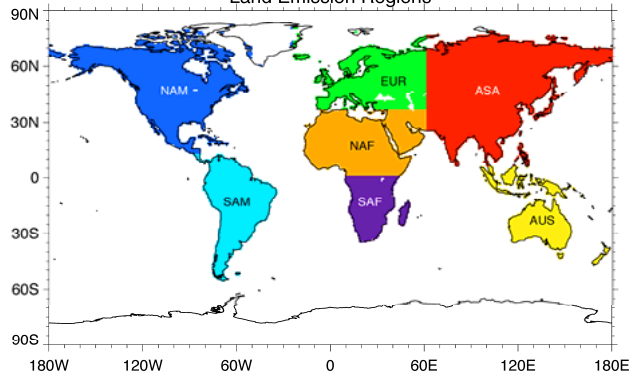 Land Emission Regions
90N
60N
30N
0
30S
60S
90S
NAM
EUR
ASA
NAF
SAM
SAF
AUS
180W 120W 60W 0 60E 120E 180E